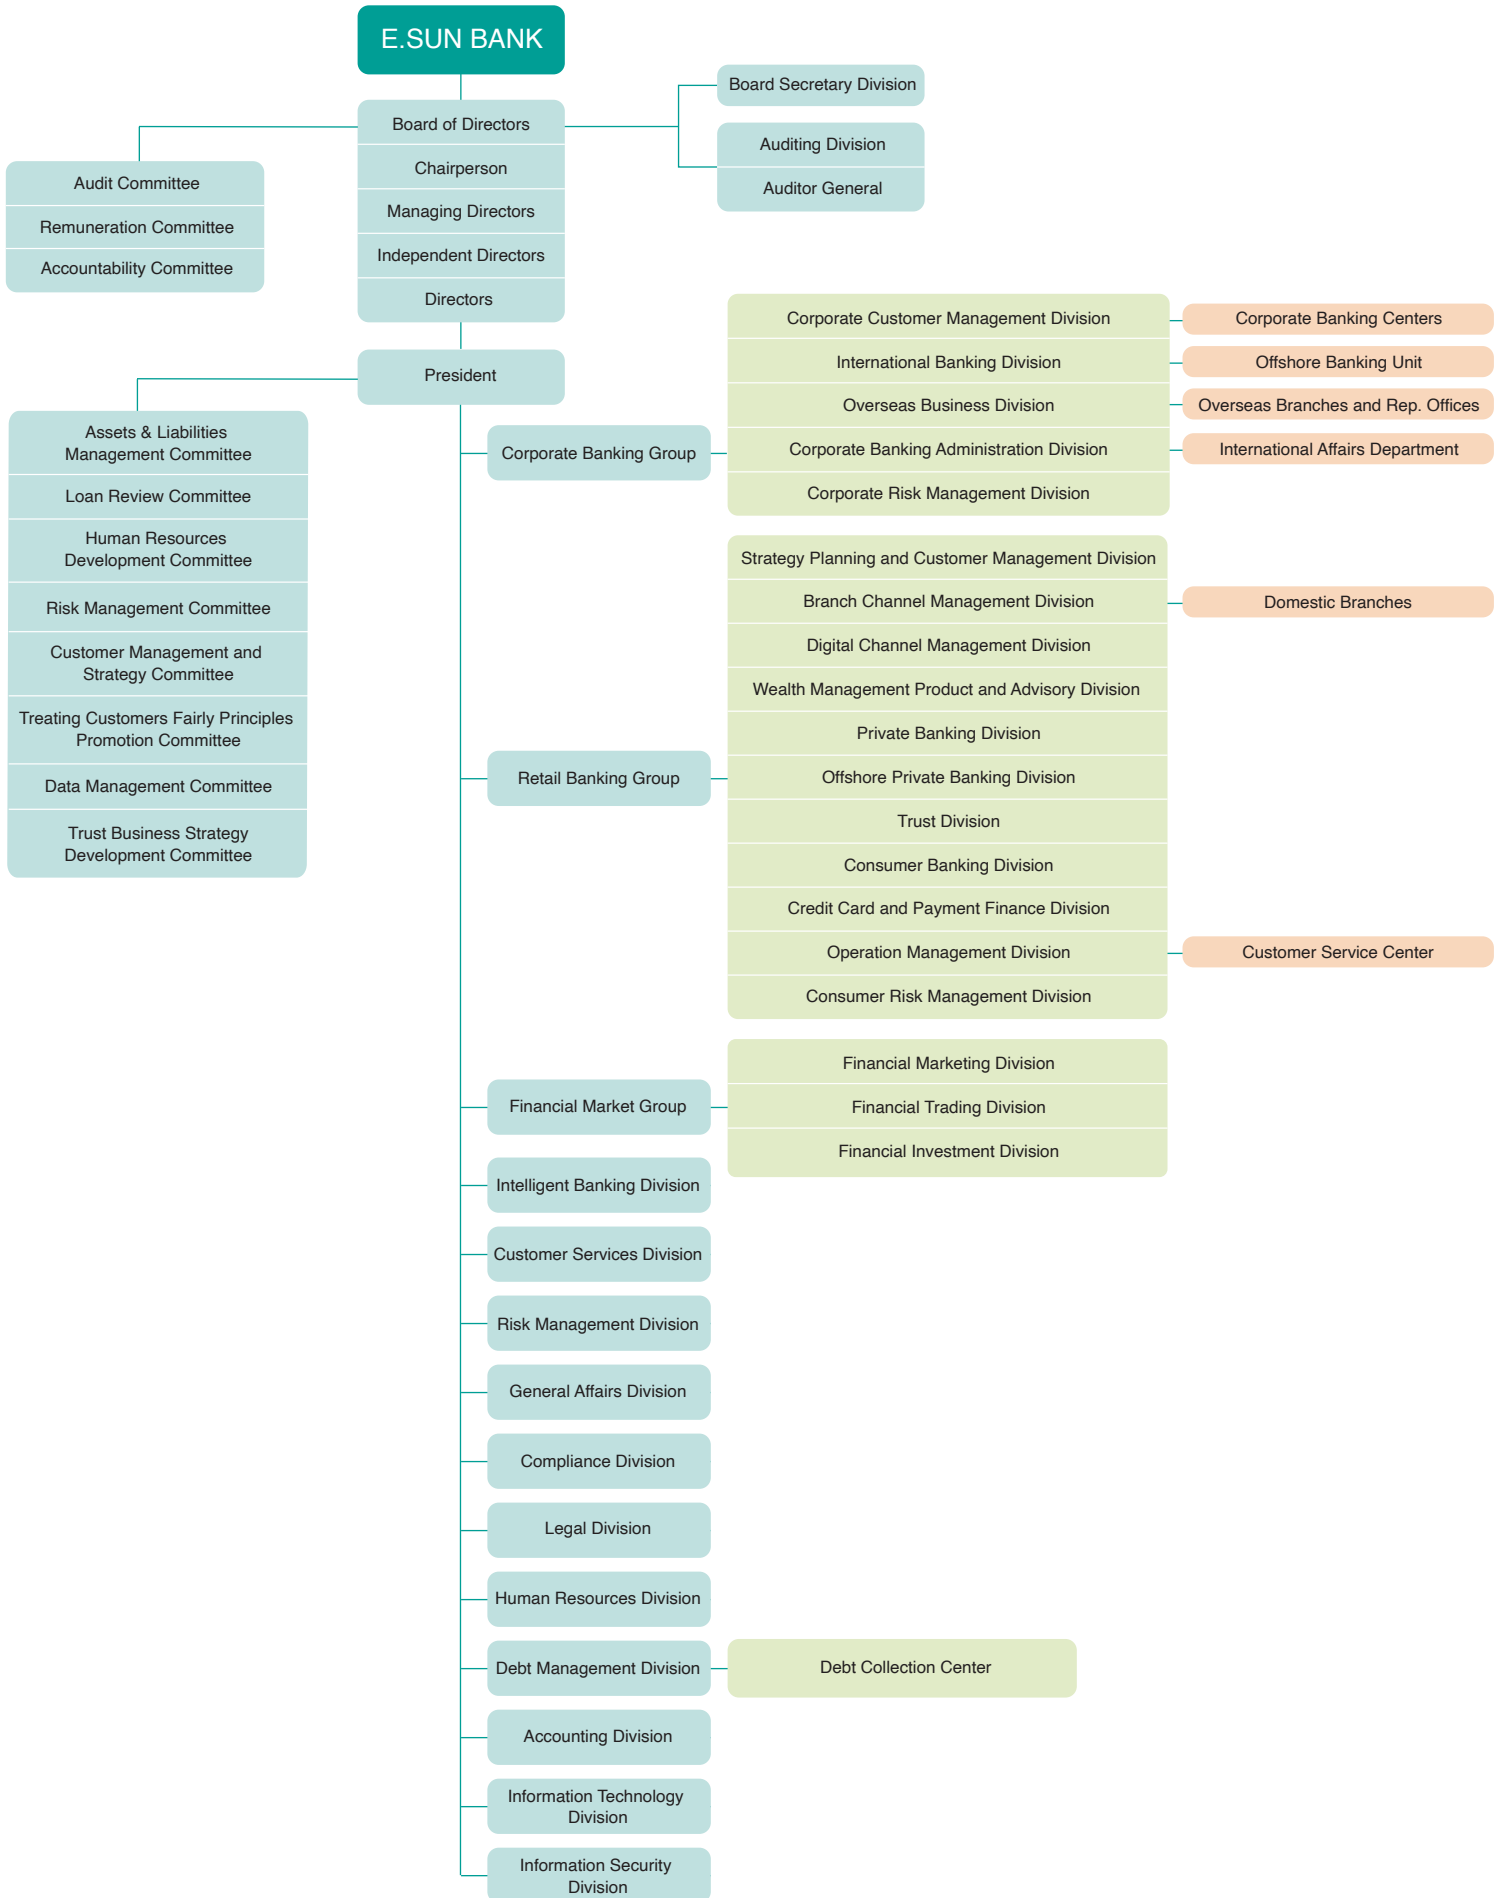 E.SUN BANK
Board of Directors
Chairperson
Managing Directors
Independent Directors
Directors
Board Secretary Division
Auditing Division
Auditor General
Audit Committee
Remuneration Committee
Accountability Committee
President
Assets & Liabilities
Management Committee
Loan Review Committee
Human Resources
Development Committee
Risk Management Committee
Customer Management and
Strategy Committee
Treating Customers Fairly Principles
Promotion Committee
Data Management Committee
Trust Business Strategy
Development Committee
Corporate Banking Group
Corporate Customer Management Division
Corporate Banking Centers
International Banking Division
Offshore Banking Unit
Overseas Business Division
Overseas Branches and Rep. Offices
Corporate Banking Administration Division
International Affairs Department
Corporate Risk Management Division
Retail Banking Group
Strategy Planning and Customer Management Division
Branch Channel Management Division
Domestic Branches
Digital Channel Management Division
Wealth Management Product and Advisory Division
Private Banking Division
Offshore Private Banking Division
Trust Division
Consumer Banking Division
Credit Card and Payment Finance Division
Operation Management Division
Customer Service Center
Consumer Risk Management Division
Financial Market Group
Financial Marketing Division
Financial Trading Division
Financial Investment Division
Intelligent Banking Division
Customer Services Division
Risk Management Division
General Affairs Division
Compliance Division
Legal Division
Human Resources Division
Debt Management Division
Debt Collection Center
Accounting Division
Information Technology
Division
Information Security
Division